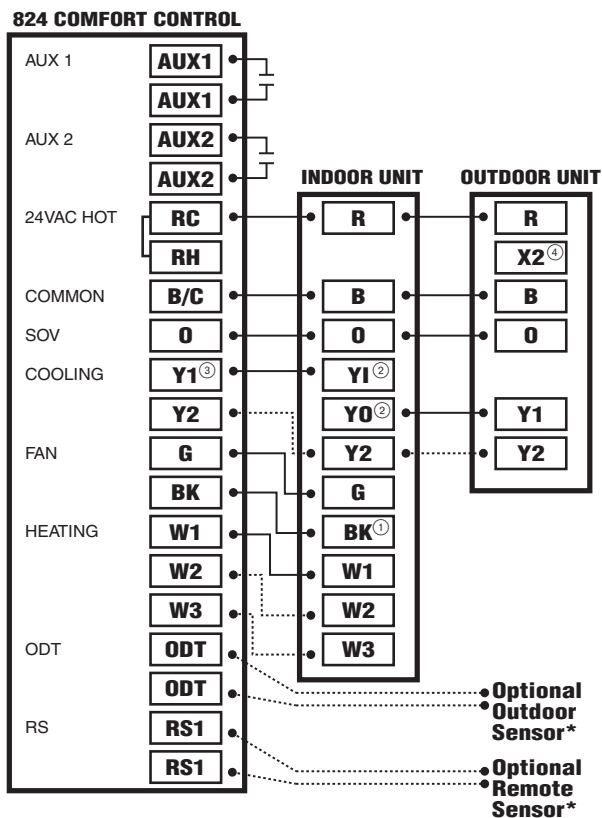 824 COMFORT CONTROL
AUX 1 AUX1
AUX1
AUX 2 AUX2
AUX2
INDOOR UNIT OUTDOOR UNIT
24VAC HOT RC R R
RH X2④
COMMON B/C B B
SOV O O O
COOLING Y1③ YI②
Y2 YO② Y1
FAN G Y2 Y2
BK G
HEATING W1 BK①
W2 W1
W3 W2
ODT ODT W3
ODT
Optional
Outdoor
Sensor*
RS RS1
RS1
Optional
Remote
Sensor*